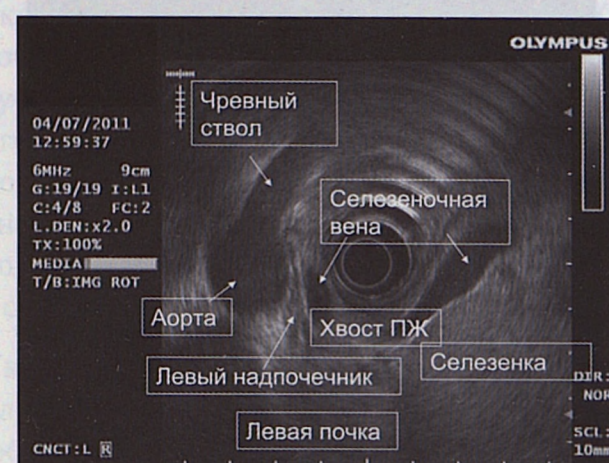 OLYMPUS
04/07/2011
12:59:37
6MHz 9cm
G:19/19 I:L1
C:4/8 FC:2
L.DEN:x2.0
TX:100%
MEDIA
T/B:IMG ROT
Чревный
ствол
Селезеночная
вена
Аорта
Хвост ПЖ
Левый надпочечник
Селезенка
Левая почка
DIR:
NOR
SCL:
10mm
CNCT:L R